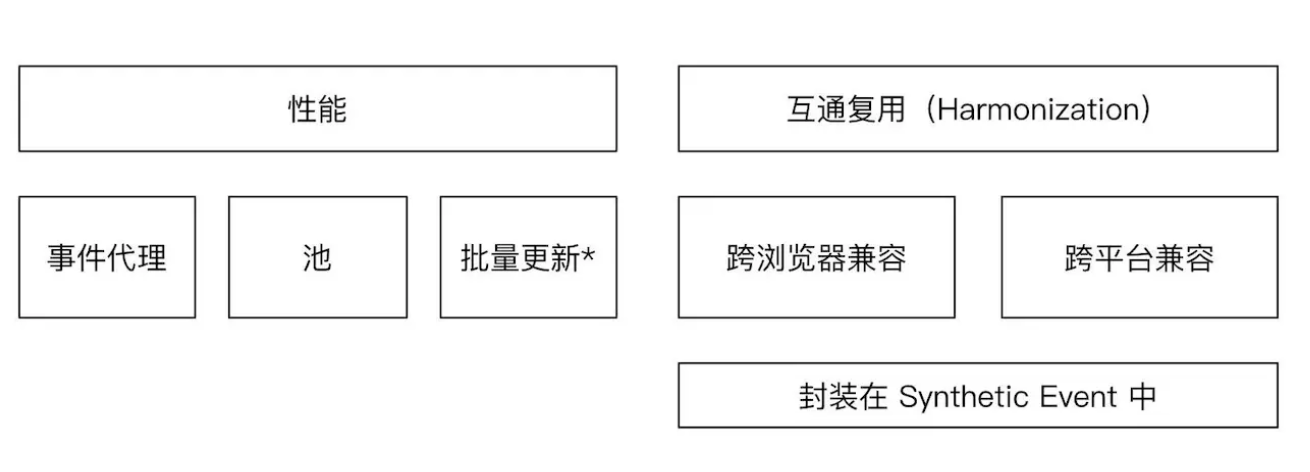 性能
互通复用（Harmonization）
事件代理
池
批量更新*
跨浏览器兼容
跨平台兼容
封装在 Synthetic Event 中